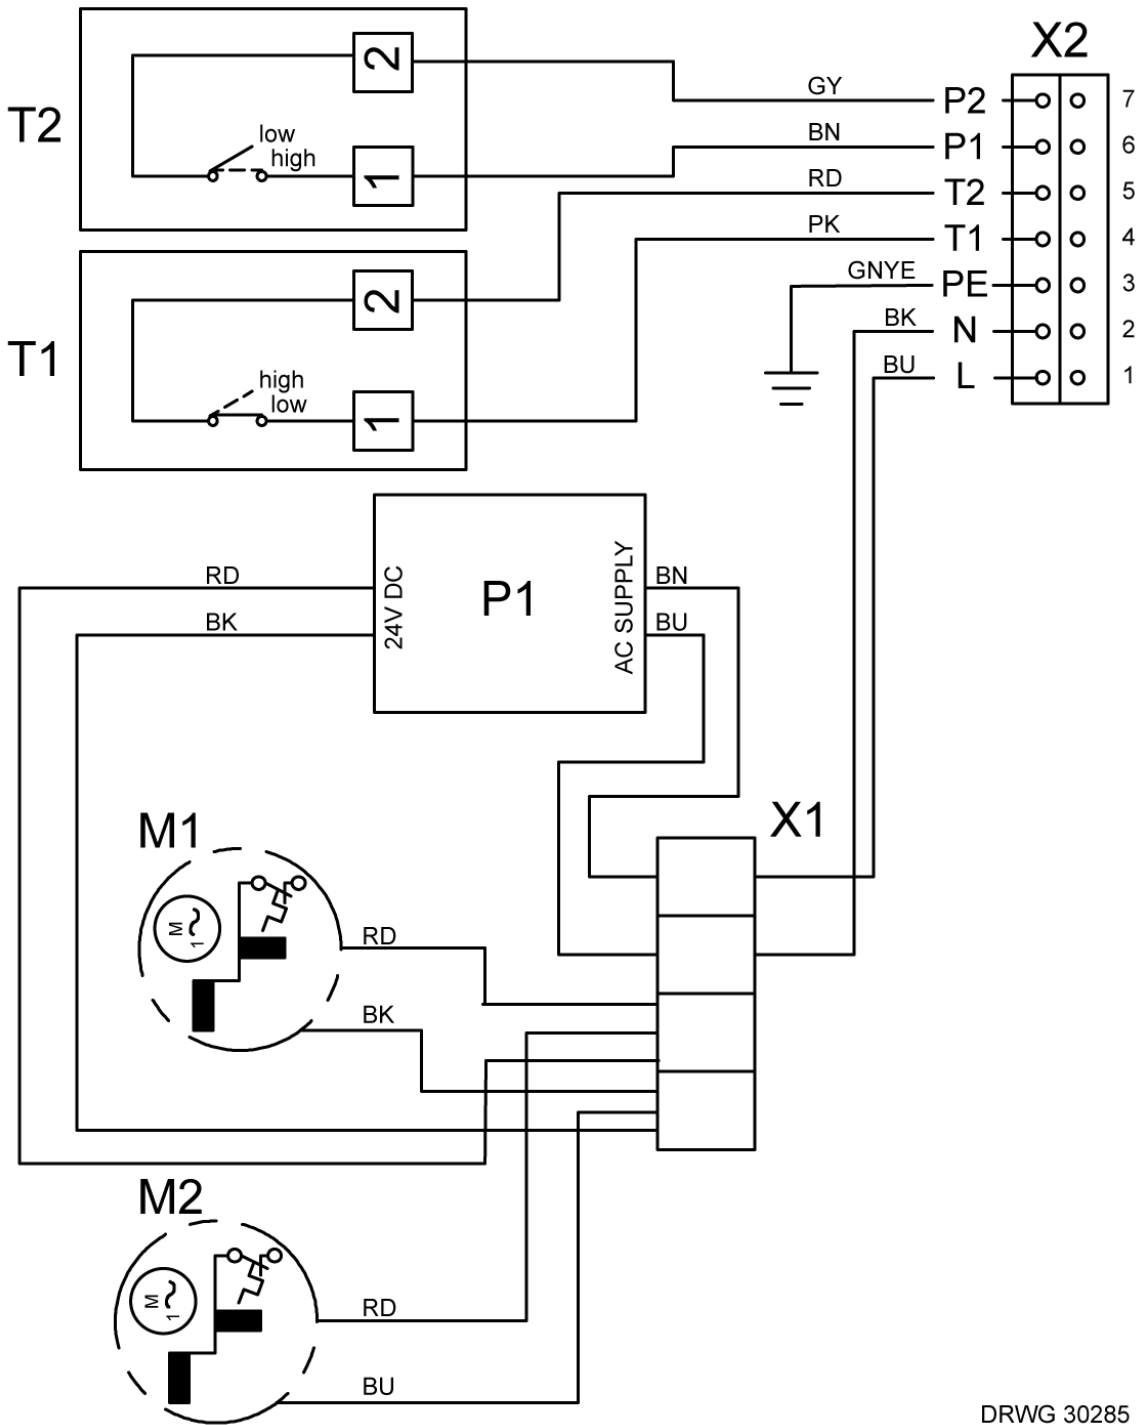 X2
T2
2
low
high
1
GY P2 7
BN P1 6
RD T2 5
PK T1 4
GNYE PE 3
BK N 2
BU L 1
T1
2
high
low
1
RD
BK
24V DC
P1
AC SUPPLY
BN
BU
X1
M1
M
1~
RD
BK
M2
M
1~
RD
BU
DRWG 30285